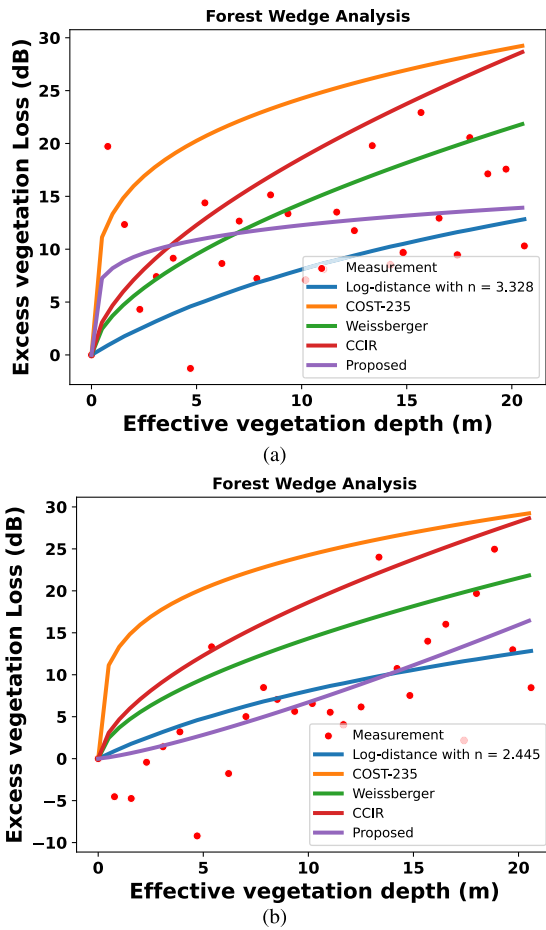 Forest Wedge Analysis
Excess vegetation Loss (dB)
30
25
20
15
10
5
0
Measurement
Log-distance with n = 3.328
COST-235
Weissberger
CCIR
Proposed
0
5
10
15
20
Effective vegetation depth (m)
(a)
Forest Wedge Analysis
Excess vegetation Loss (dB)
30
25
20
15
10
5
0
−5
−10
Measurement
Log-distance with n = 2.445
COST-235
Weissberger
CCIR
Proposed
0
5
10
15
20
Effective vegetation depth (m)
(b)